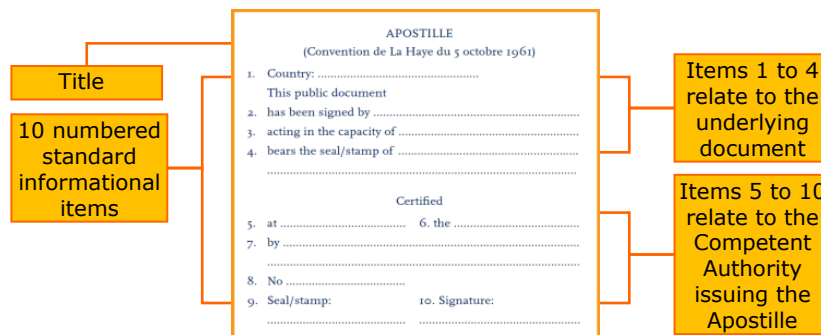 APOSTILLE
(Convention de La Haye du 5 octobre 1961)
1. Country: ..................................................
This public document
2. has been signed by ................................................................
3. acting in the capacity of ........................................................
4. bears the seal/stamp of ........................................................
................................................................................................
Certified
5. at ........................................... 6. the .......................................
7. by ................................................................................................
................................................................................................
8. No .....................................
9. Seal/stamp: 10. Signature:
........................................... ..................................................
Title
10 numbered
standard
informational
items
Items 1 to 4
relate to the
underlying
document
Items 5 to 10
relate to the
Competent
Authority
issuing the
Apostille